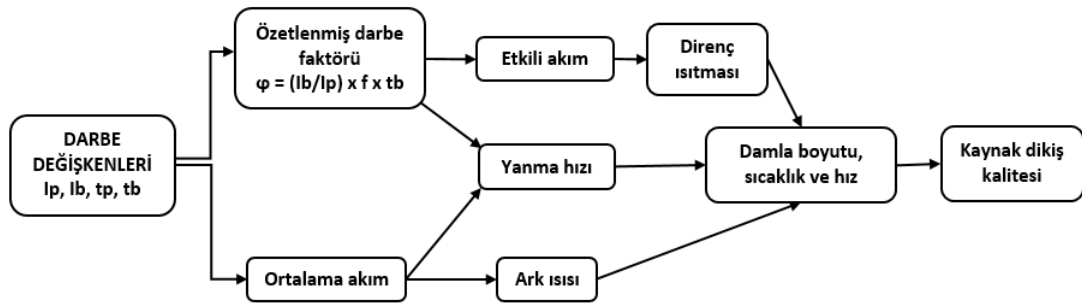 DARBE
DEĞİŞKENLERİ
Ip, Ib, tp, tb
Özetlenmiş darbe
faktörü
φ = (Ib/Ip) x f x tb
Ortalama akım
Etkili akım
Yanma hızı
Ark ısısı
Direnç
ısıtması
Damla boyutu,
sıcaklık ve hız
Kaynak dikiş
kalitesi